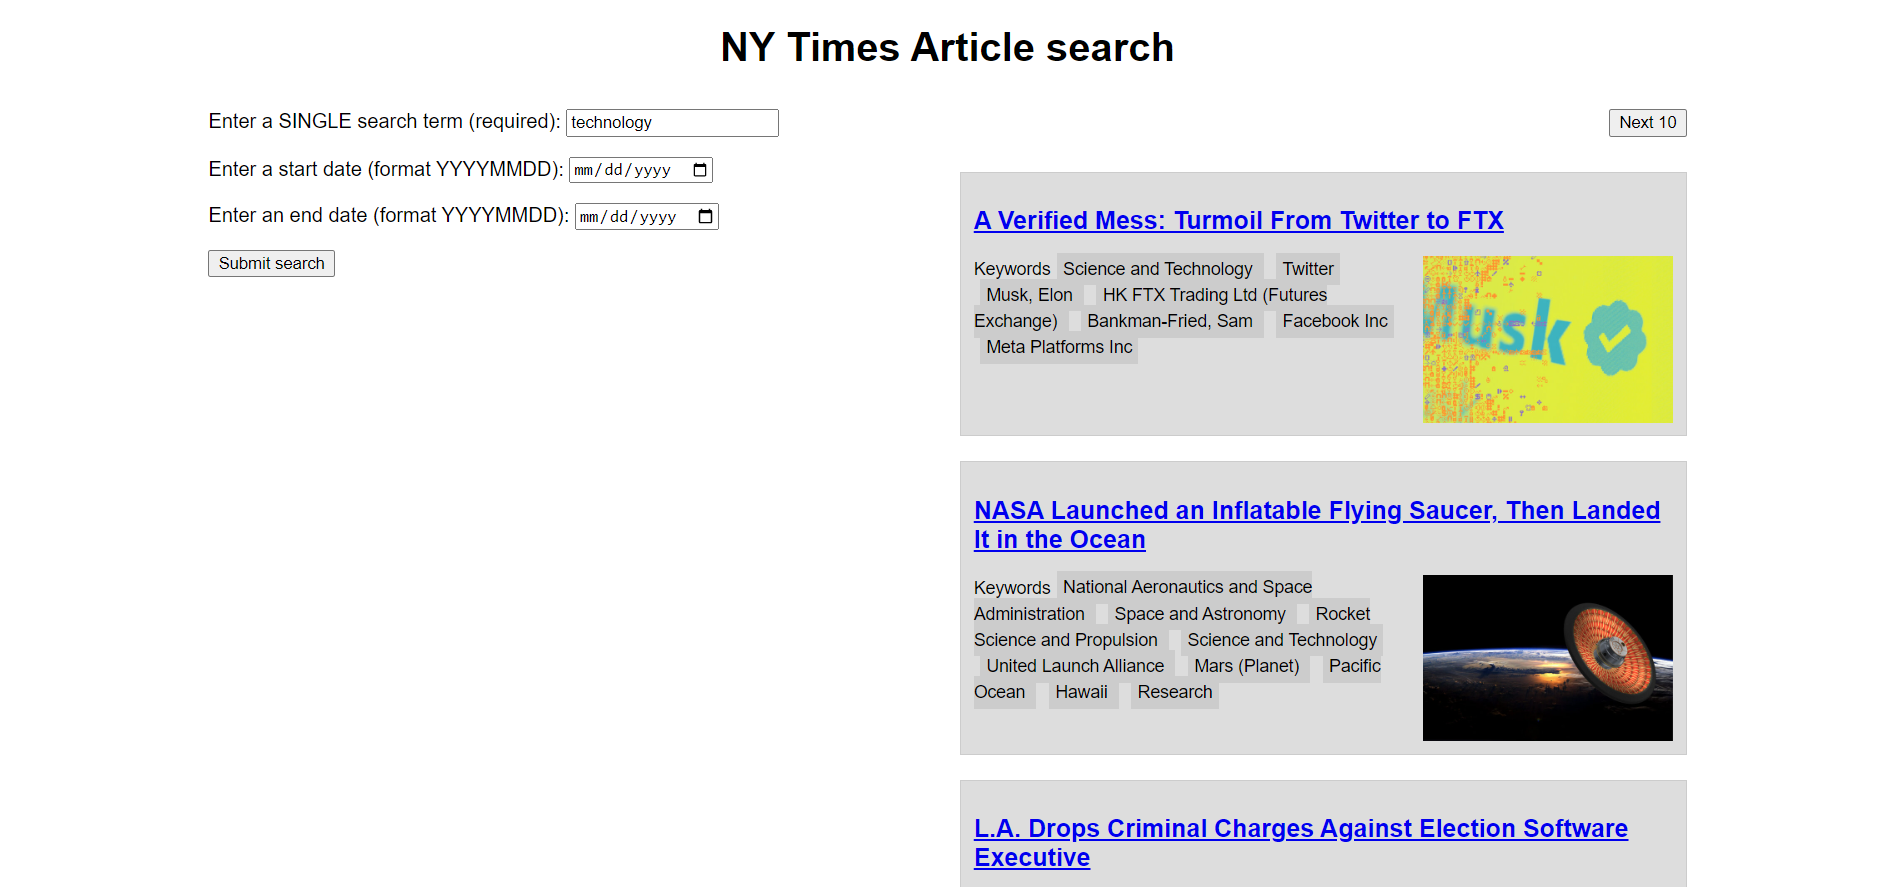 NY Times Article search
Enter a SINGLE search term (required): technology
Enter a start date (format YYYYMMDD): mm/dd/yyyy
Enter an end date (format YYYYMMDD): mm/dd/yyyy
Submit search
Next 10
A Verified Mess: Turmoil From Twitter to FTX
Keywords Science and Technology Twitter
Musk, Elon HK FTX Trading Ltd (Futures
Exchange) Bankman-Fried, Sam Facebook Inc
Meta Platforms Inc
Musk
NASA Launched an Inflatable Flying Saucer, Then Landed
It in the Ocean
Keywords National Aeronautics and Space
Administration Space and Astronomy Rocket
Science and Propulsion Science and Technology
United Launch Alliance Mars (Planet) Pacific
Ocean Hawaii Research
L.A. Drops Criminal Charges Against Election Software
Executive